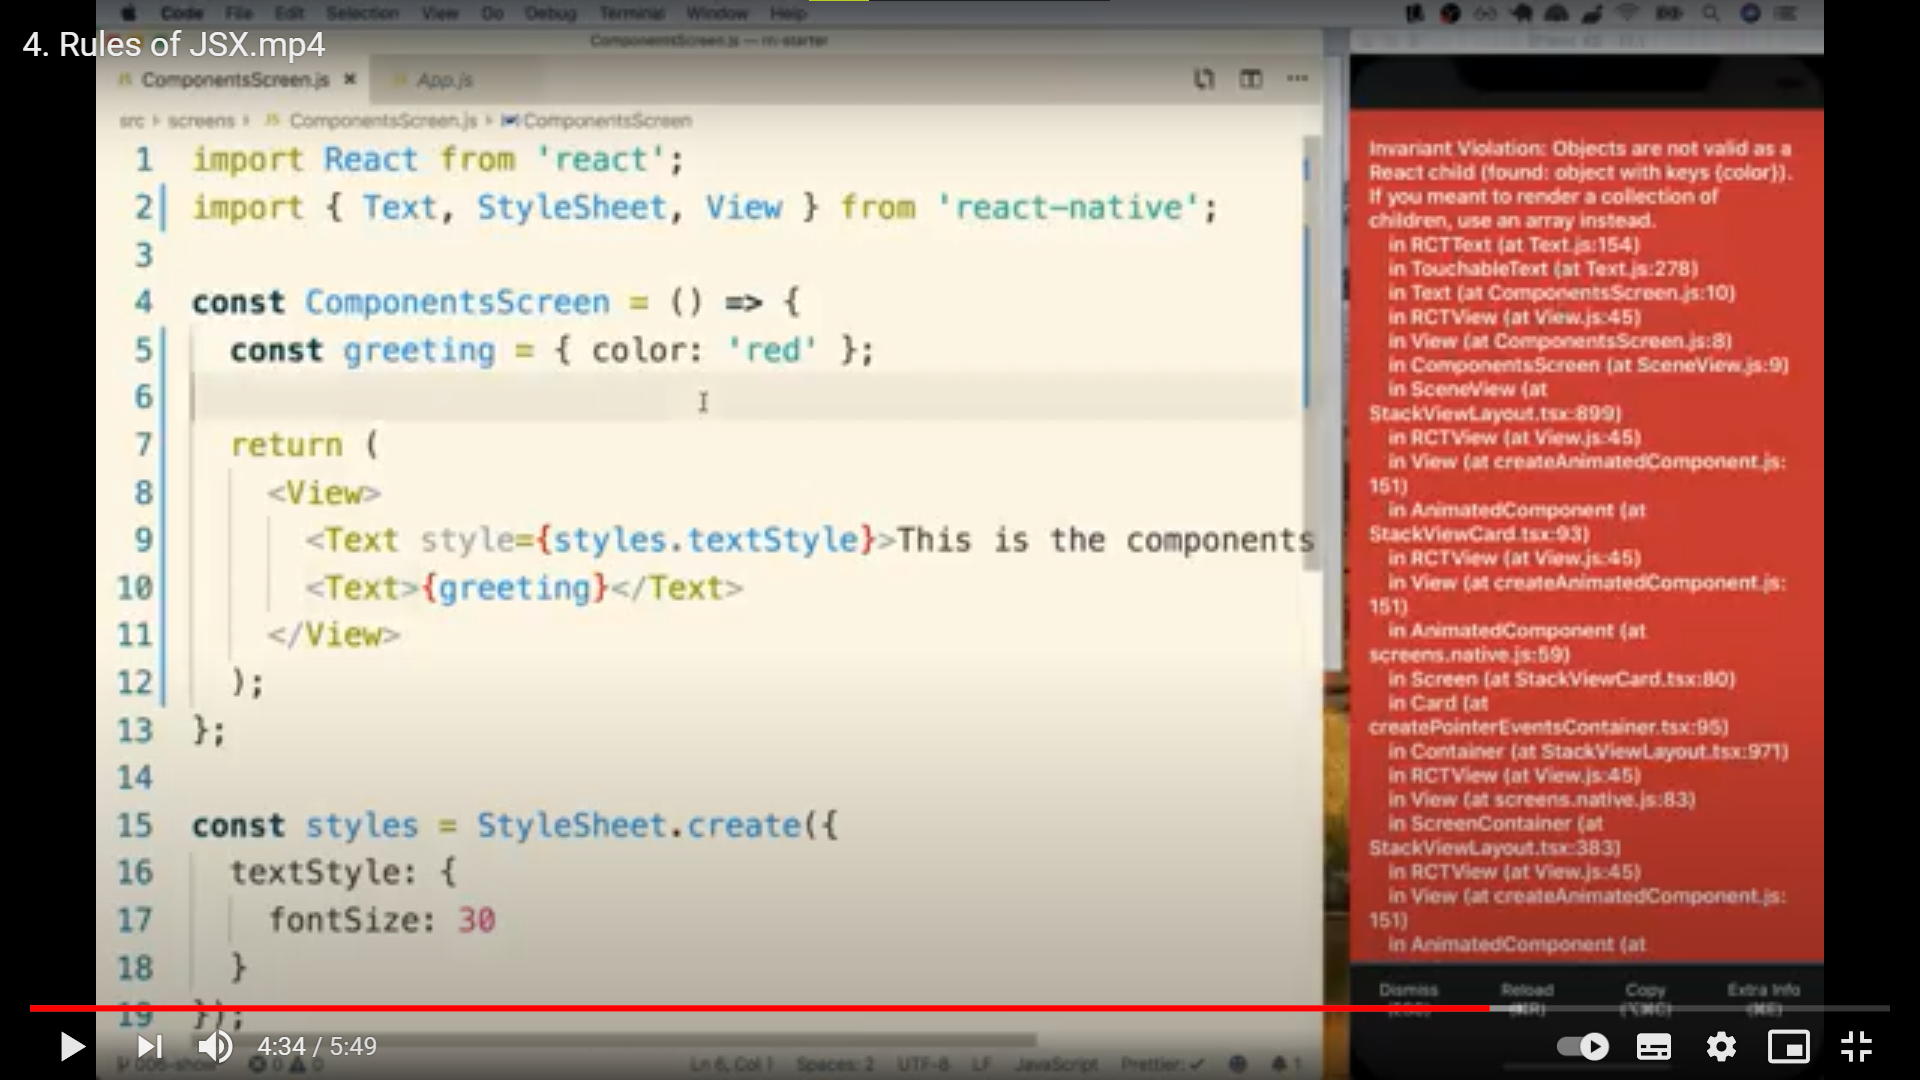 Code File Edit Selection View Go Debug Terminal Window Help
ComponentsScreen.js — rn-starter
4. Rules of JSX.mp4
JS ComponentsScreen.js × JS App.js
src › screens › JS ComponentsScreen.js › ComponentsScreen
1 import React from 'react';
2 import { Text, StyleSheet, View } from 'react-native';
3
4 const ComponentsScreen = () => {
5 const greeting = { color: 'red' };
6
7 return (
8 <View>
9 <Text style={styles.textStyle}>This is the components
10 <Text>{greeting}</Text>
11 </View>
12 );
13 };
14
15 const styles = StyleSheet.create({
16 textStyle: {
17 fontSize: 30
18 }
19 });
Ln 6, Col 1 Spaces: 2 UTF-8 LF JavaScript Prettier: ✓ 1
Invariant Violation: Objects are not valid as a
React child (found: object with keys {color}).
If you meant to render a collection of
children, use an array instead.
in RCTText (at Text.js:154)
in TouchableText (at Text.js:278)
in Text (at ComponentsScreen.js:10)
in RCTView (at View.js:45)
in View (at ComponentsScreen.js:8)
in ComponentsScreen (at SceneView.js:9)
in SceneView (at
StackViewLayout.tsx:899)
in RCTView (at View.js:45)
in View (at createAnimatedComponent.js:
151)
in AnimatedComponent (at
StackViewCard.tsx:93)
in RCTView (at View.js:45)
in View (at createAnimatedComponent.js:
151)
in AnimatedComponent (at
screens.native.js:59)
in Screen (at StackViewCard.tsx:80)
in Card (at
createPointerEventsContainer.tsx:95)
in Container (at StackViewLayout.tsx:971)
in RCTView (at View.js:45)
in View (at screens.native.js:83)
in ScreenContainer (at
StackViewLayout.tsx:383)
in RCTView (at View.js:45)
in View (at createAnimatedComponent.js:
151)
in AnimatedComponent (at
Dismiss Reload Copy Extra Info
4:34 / 5:49